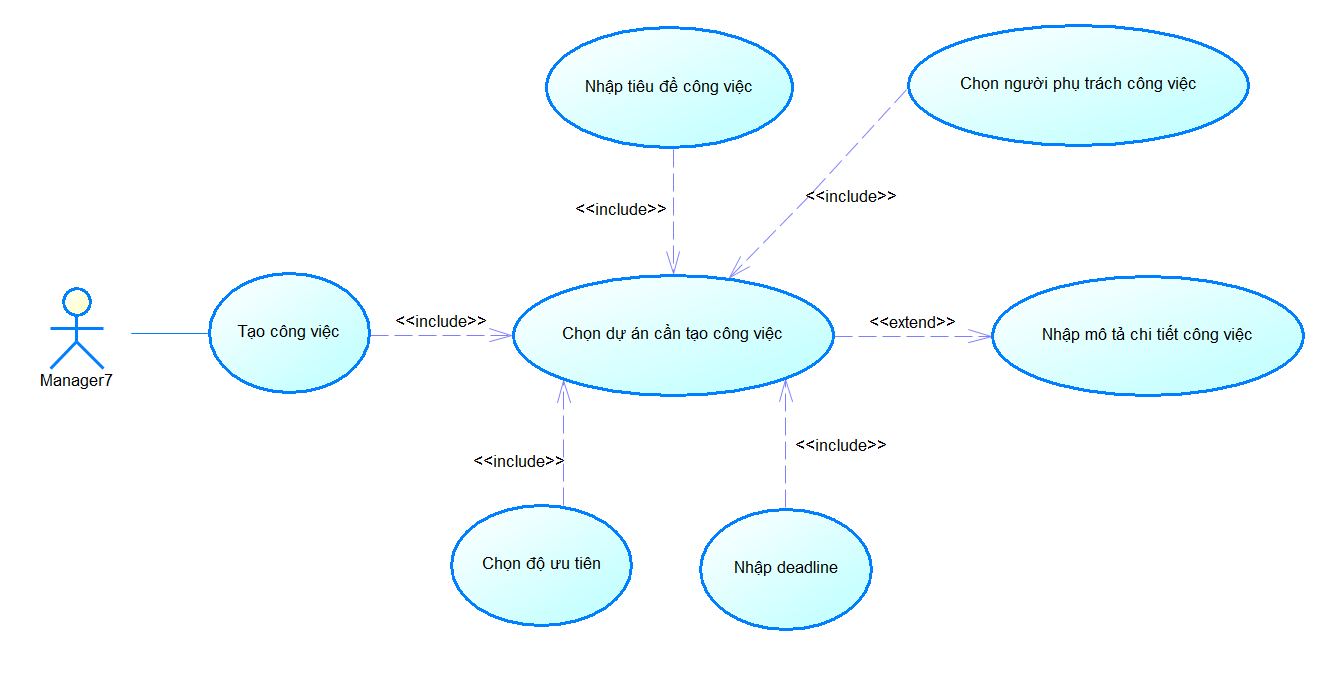 Nhập tiêu đề công việc
Chọn người phụ trách công việc
<<include>>
<<include>>
Tạo công việc
<<include>>
Chọn dự án cần tạo công việc
<<extend>>
Nhập mô tả chi tiết công việc
Manager7
<<include>>
<<include>>
Chọn độ ưu tiên
Nhập deadline